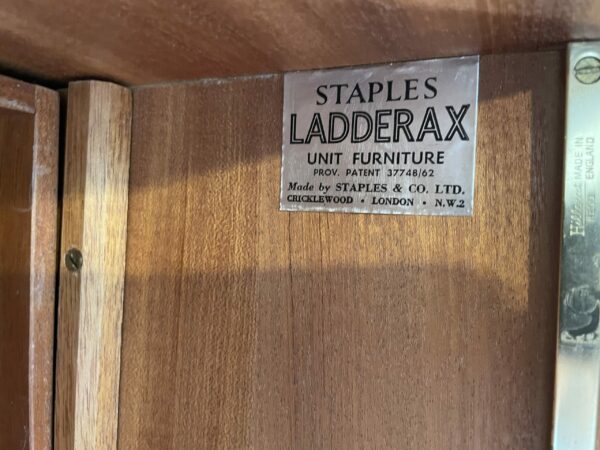 STAPLES
LADDERAX
UNIT FURNITURE
PROV. PATENT 37748/62
Made by STAPLES & CO. LTD.
CRICKLEWOOD • LONDON • N.W.2
MADE IN
ENGLAND